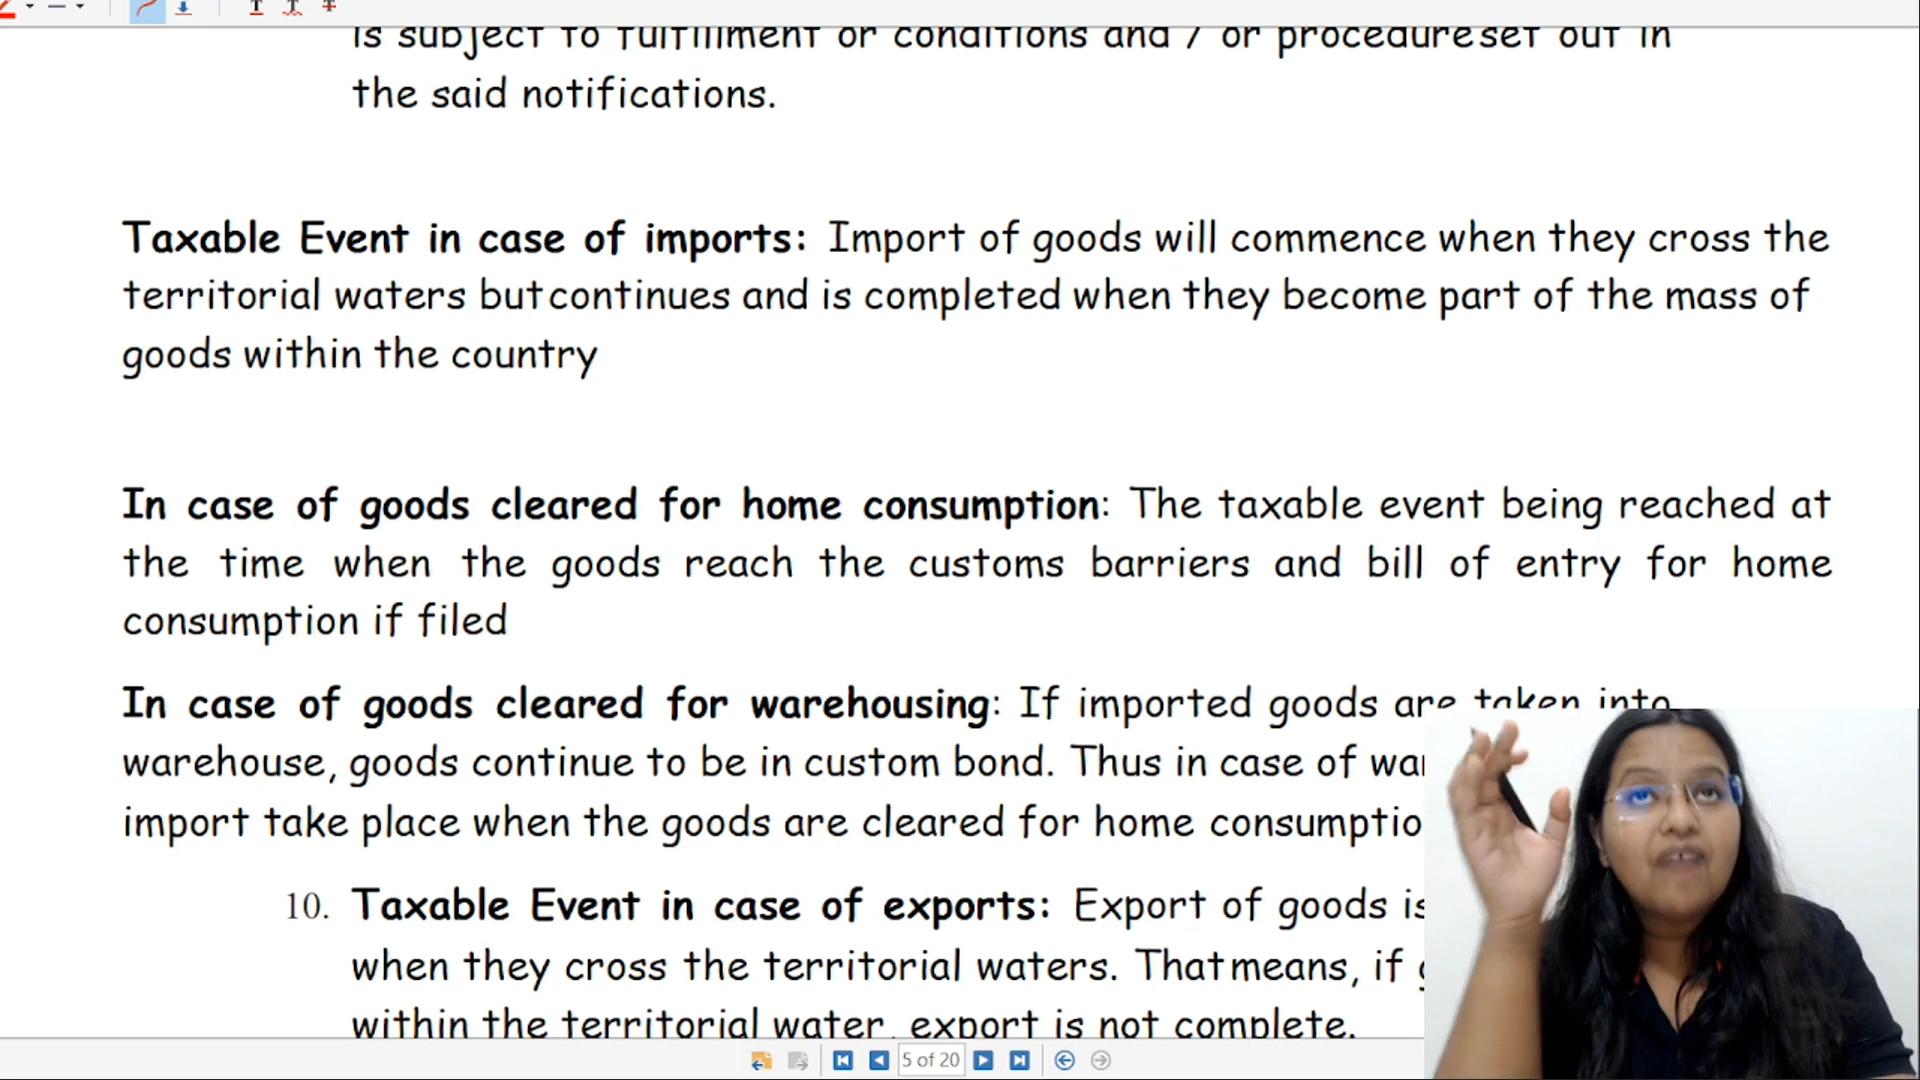 is subject to fulfillment or conditions and / or procedure set out in
the said notifications.
Taxable Event in case of imports: Import of goods will commence when they cross the
territorial waters but continues and is completed when they become part of the mass of
goods within the country
In case of goods cleared for home consumption: The taxable event being reached at
the time when the goods reach the customs barriers and bill of entry for home
consumption if filed
In case of goods cleared for warehousing: If imported goods are taken into
warehouse, goods continue to be in custom bond. Thus in case of
import take place when the goods are cleared for home
10. Taxable Event in case of exports: Export of goods
when they cross the territorial waters. That means, if
within the territorial water, export is not complete.
5 of 20